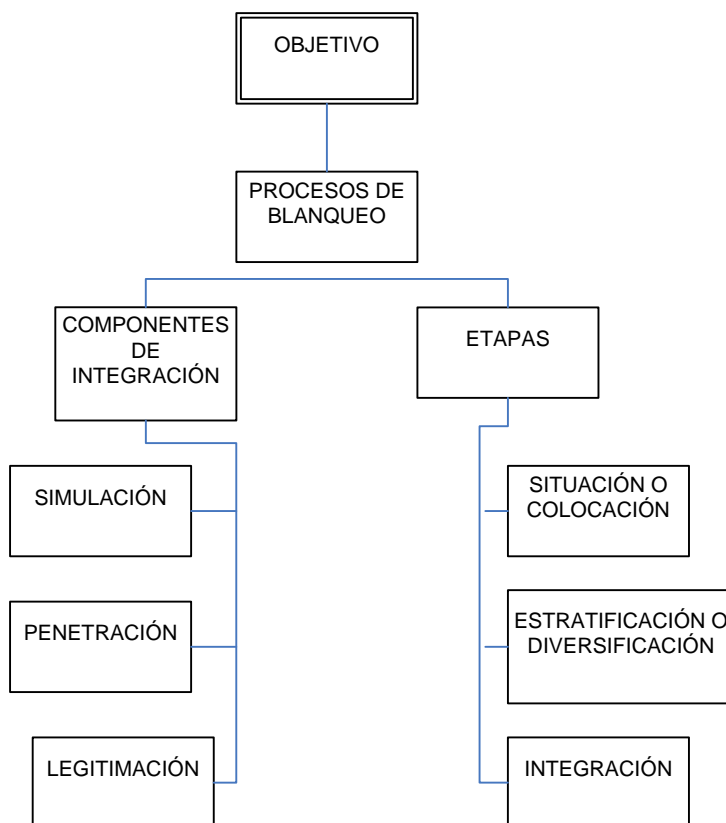 OBJETIVO
PROCESOS DE
BLANQUEO
COMPONENTES
DE
INTEGRACIÓN
ETAPAS
SIMULACIÓN
SITUACIÓN O
COLOCACIÓN
PENETRACIÓN
ESTRATIFICACIÓN O
DIVERSIFICACIÓN
LEGITIMACIÓN
INTEGRACIÓN